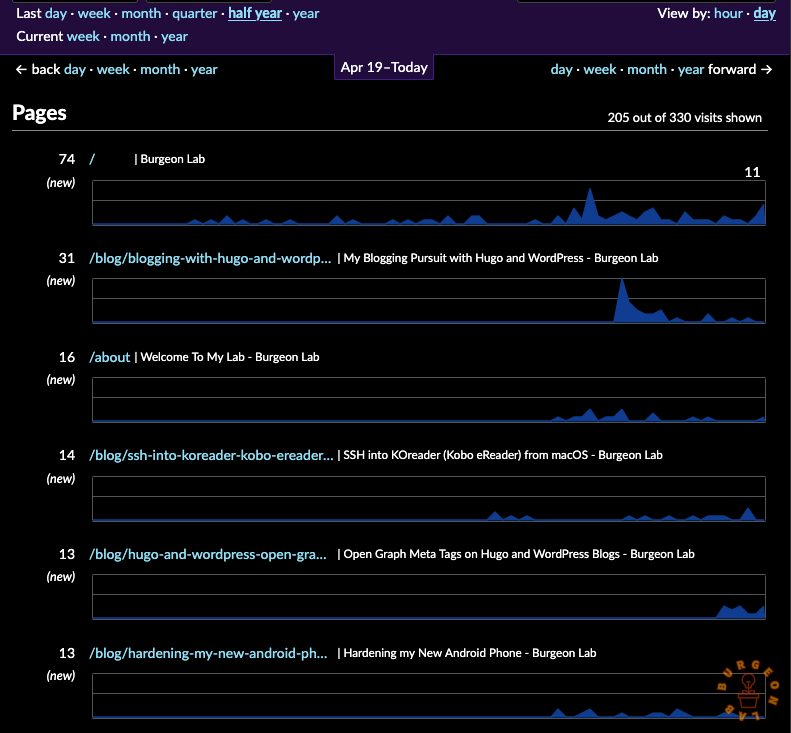 Last day · week · month · quarter · half year · year
View by: hour · day
Current week · month · year
← back day · week · month · year
Apr 19–Today
day · week · month · year forward →
Pages
205 out of 330 visits shown
74 / | Burgeon Lab
(new)
11
31 /blog/blogging-with-hugo-and-wordp... | My Blogging Pursuit with Hugo and WordPress - Burgeon Lab
(new)
16 /about | Welcome To My Lab - Burgeon Lab
(new)
14 /blog/ssh-into-koreader-kobo-ereader... | SSH into KOreader (Kobo eReader) from macOS - Burgeon Lab
(new)
13 /blog/hugo-and-wordpress-open-gra... | Open Graph Meta Tags on Hugo and WordPress Blogs - Burgeon Lab
(new)
13 /blog/hardening-my-new-android-ph... | Hardening my New Android Phone - Burgeon Lab
(new)
BURGEON LAB